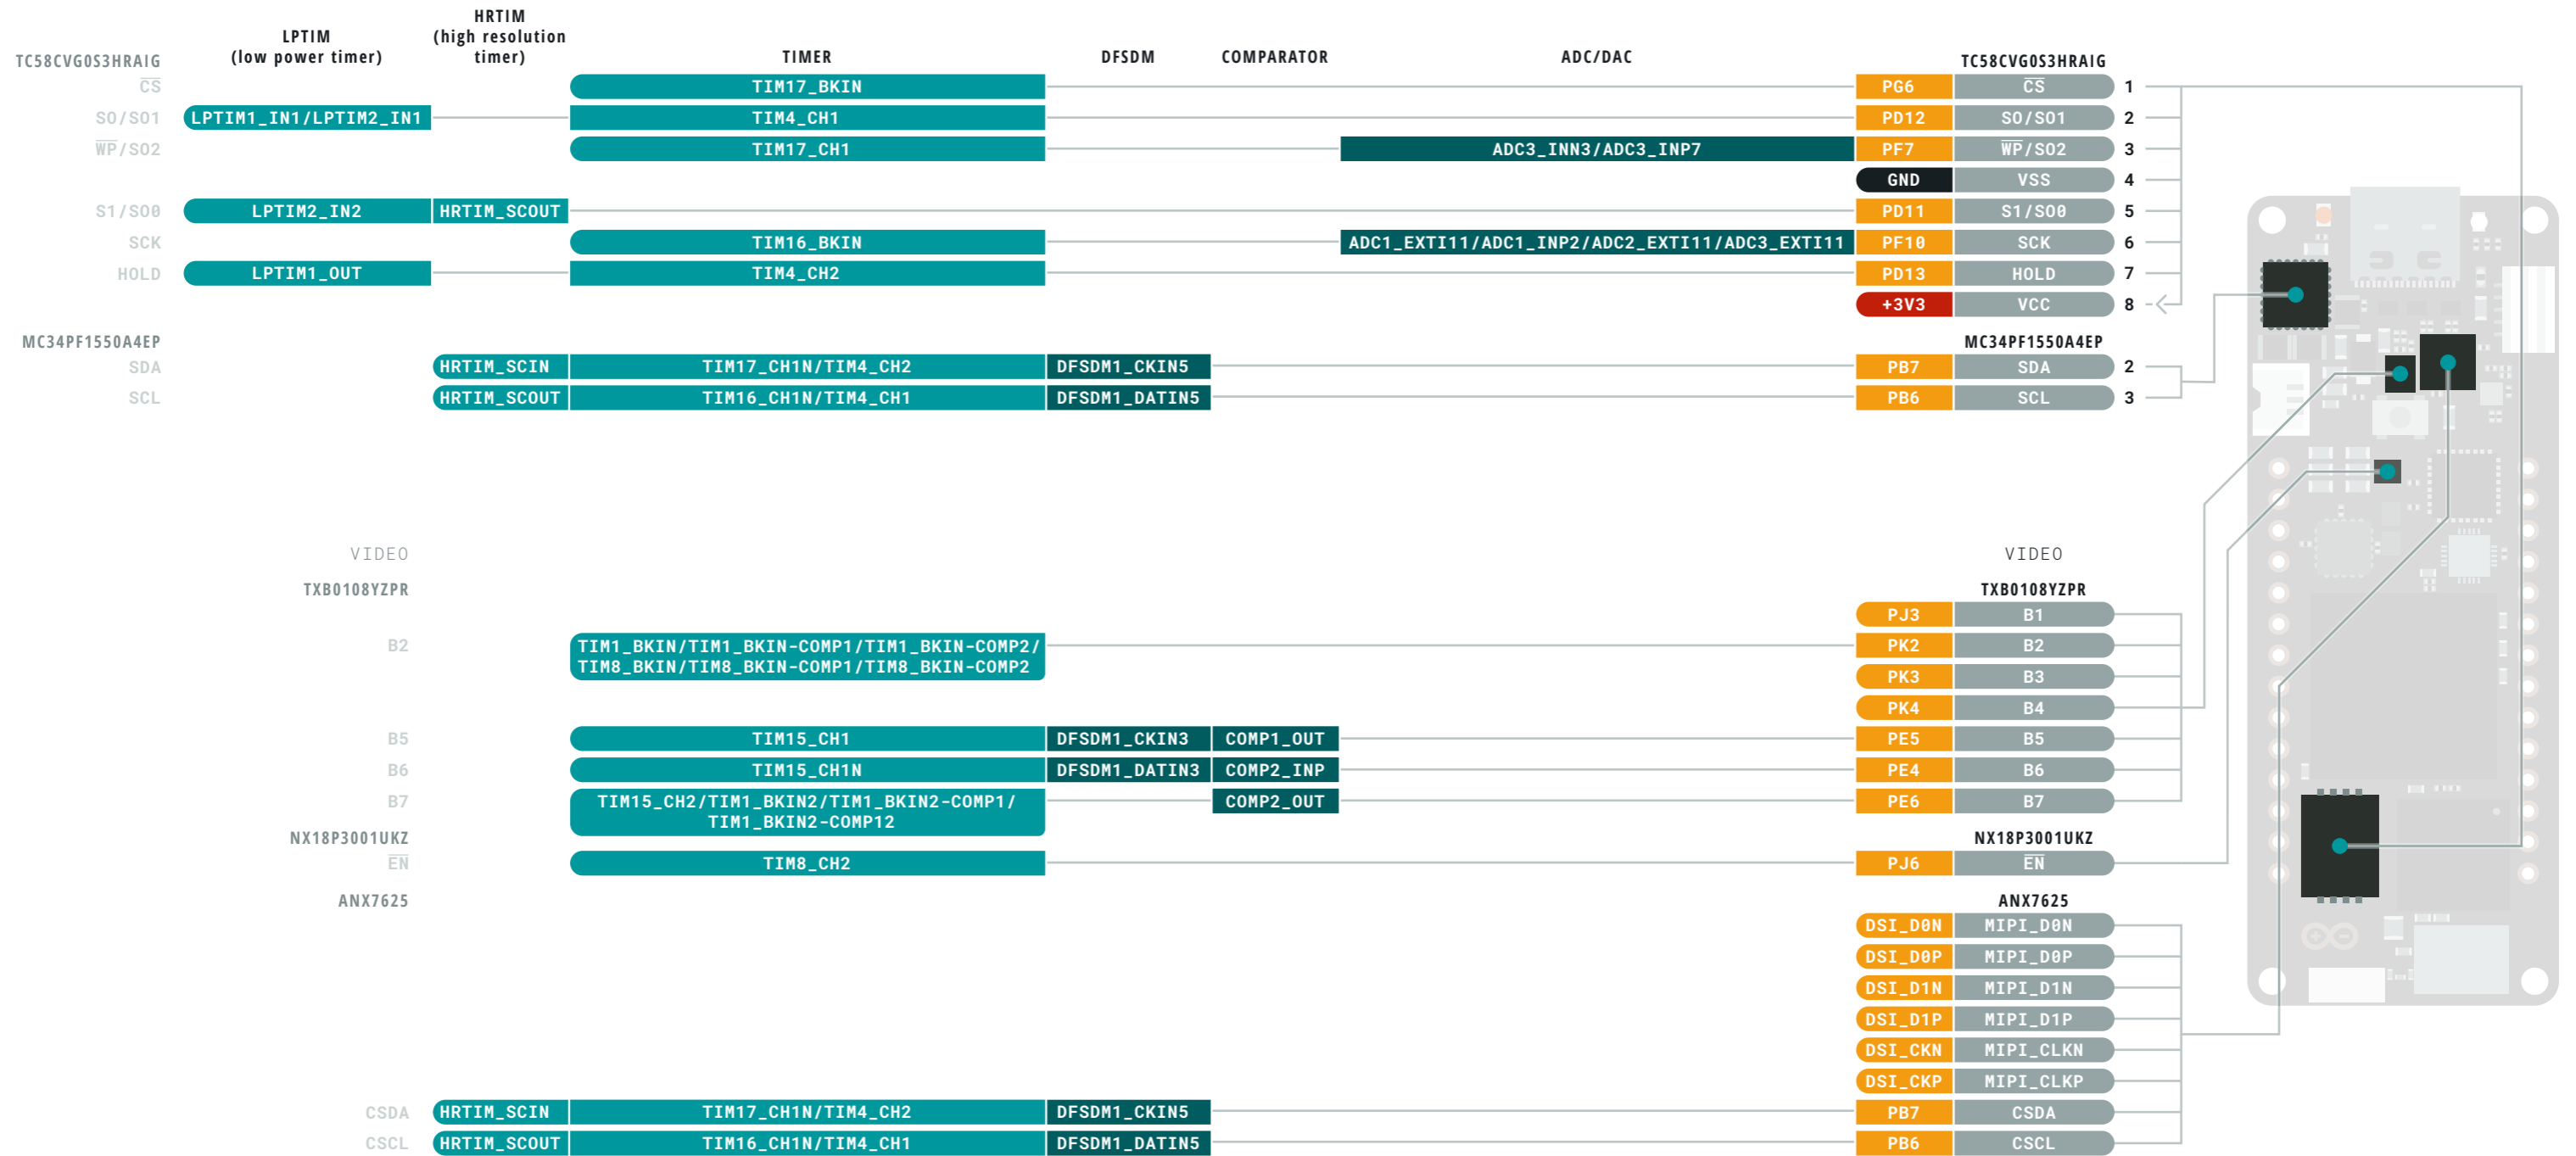 LPTIM
(low power timer)
HRTIM
(high resolution
timer)
TIMER
DFSDM
COMPARATOR
ADC/DAC
TC58CVG0S3HRAIG
TC58CVG0S3HRAIG
CS TIM17_BKIN PG6 CS 1
SO/SO1 LPTIM1_IN1/LPTIM2_IN1 TIM4_CH1 PD12 SO/SO1 2
WP/SO2 TIM17_CH1 ADC3_INN3/ADC3_INP7 PF7 WP/SO2 3
GND VSS 4
S1/SO0 LPTIM2_IN2 HRTIM_SCOUT PD11 S1/SO0 5
SCK TIM16_BKIN ADC1_EXTI11/ADC1_INP2/ADC2_EXTI11/ADC3_EXTI11 PF10 SCK 6
HOLD LPTIM1_OUT TIM4_CH2 PD13 HOLD 7
+3V3 VCC 8
MC34PF1550A4EP MC34PF1550A4EP
SDA HRTIM_SCIN TIM17_CH1N/TIM4_CH2 DFSDM1_CKIN5 PB7 SDA 2
SCL HRTIM_SCOUT TIM16_CH1N/TIM4_CH1 DFSDM1_DATIN5 PB6 SCL 3
VIDEO VIDEO
TXB0108YZPR TXB0108YZPR
PJ3 B1
B2 TIM1_BKIN/TIM1_BKIN-COMP1/TIM1_BKIN-COMP2/ PK2 B2
TIM8_BKIN/TIM8_BKIN-COMP1/TIM8_BKIN-COMP2
PK3 B3
PK4 B4
B5 TIM15_CH1 DFSDM1_CKIN3 COMP1_OUT PE5 B5
B6 TIM15_CH1N DFSDM1_DATIN3 COMP2_INP PE4 B6
B7 TIM15_CH2/TIM1_BKIN2/TIM1_BKIN2-COMP1/ COMP2_OUT PE6 B7
TIM1_BKIN2-COMP12
NX18P3001UKZ NX18P3001UKZ
EN TIM8_CH2 PJ6 EN
ANX7625 ANX7625
DSI_D0N MIPI_D0N
DSI_D0P MIPI_D0P
DSI_D1N MIPI_D1N
DSI_D1P MIPI_D1P
DSI_CKN MIPI_CLKN
DSI_CKP MIPI_CLKP
CSDA HRTIM_SCIN TIM17_CH1N/TIM4_CH2 DFSDM1_CKIN5 PB7 CSDA
CSCL HRTIM_SCOUT TIM16_CH1N/TIM4_CH1 DFSDM1_DATIN5 PB6 CSCL